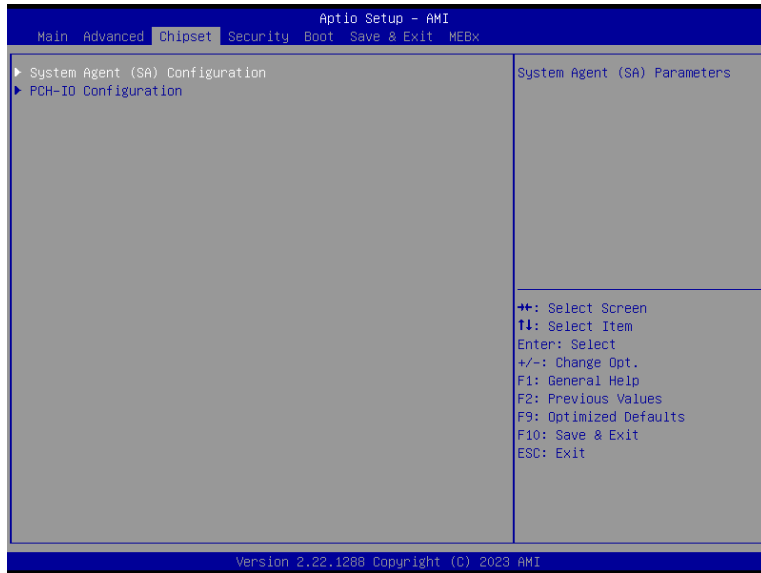 Aptio Setup – AMI
Main Advanced Chipset Security Boot Save & Exit MEBx
▶ System Agent (SA) Configuration
▶ PCH-IO Configuration
System Agent (SA) Parameters
→←: Select Screen
↑↓: Select Item
Enter: Select
+/-: Change Opt.
F1: General Help
F2: Previous Values
F9: Optimized Defaults
F10: Save & Exit
ESC: Exit
Version 2.22.1288 Copyright (C) 2023 AMI